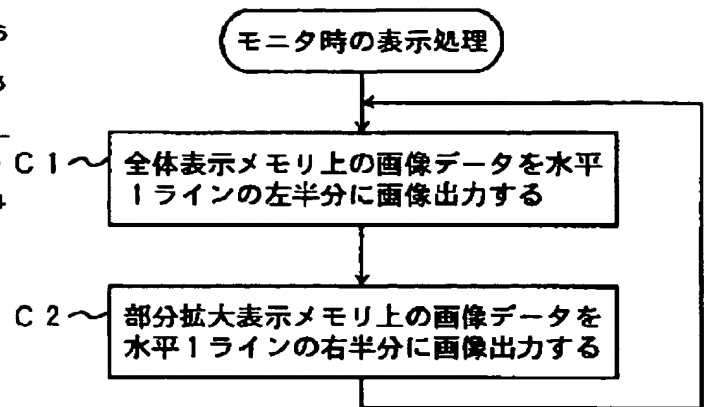 モニタ時の表示処理
C1
全体表示メモリ上の画像データを水平
1ラインの左半分に画像出力する
C2
部分拡大表示メモリ上の画像データを
水平1ラインの右半分に画像出力する